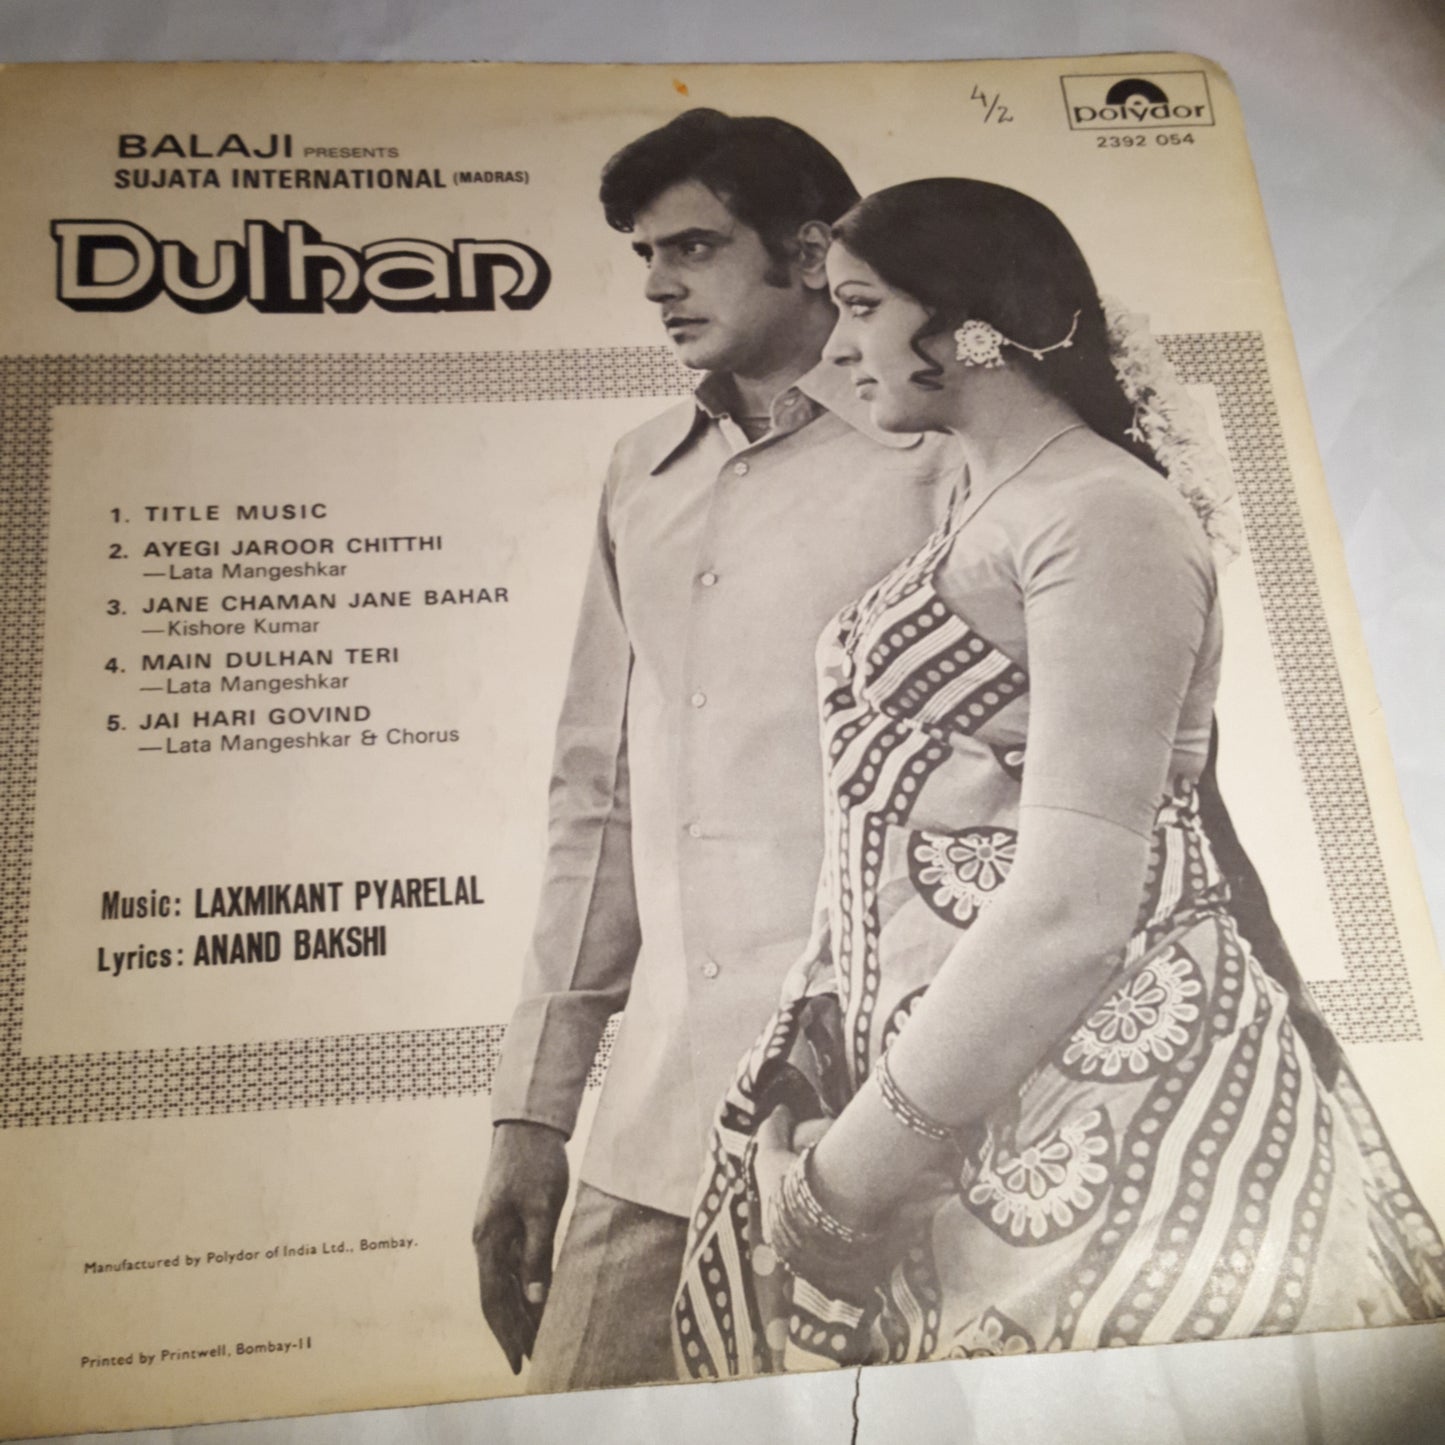 4/2
polydor
2392 054
BALAJI PRESENTS
SUJATA INTERNATIONAL (MADRAS)
Dulhan
1. TITLE MUSIC
2. AYEGI JAROOR CHITTHI
—Lata Mangeshkar
3. JANE CHAMAN JANE BAHAR
—Kishore Kumar
4. MAIN DULHAN TERI
—Lata Mangeshkar
5. JAI HARI GOVIND
—Lata Mangeshkar & Chorus
Music: LAXMIKANT PYARELAL
Lyrics: ANAND BAKSHI
Manufactured by Polydor of India Ltd., Bombay.
Printed by Printwell, Bombay-11